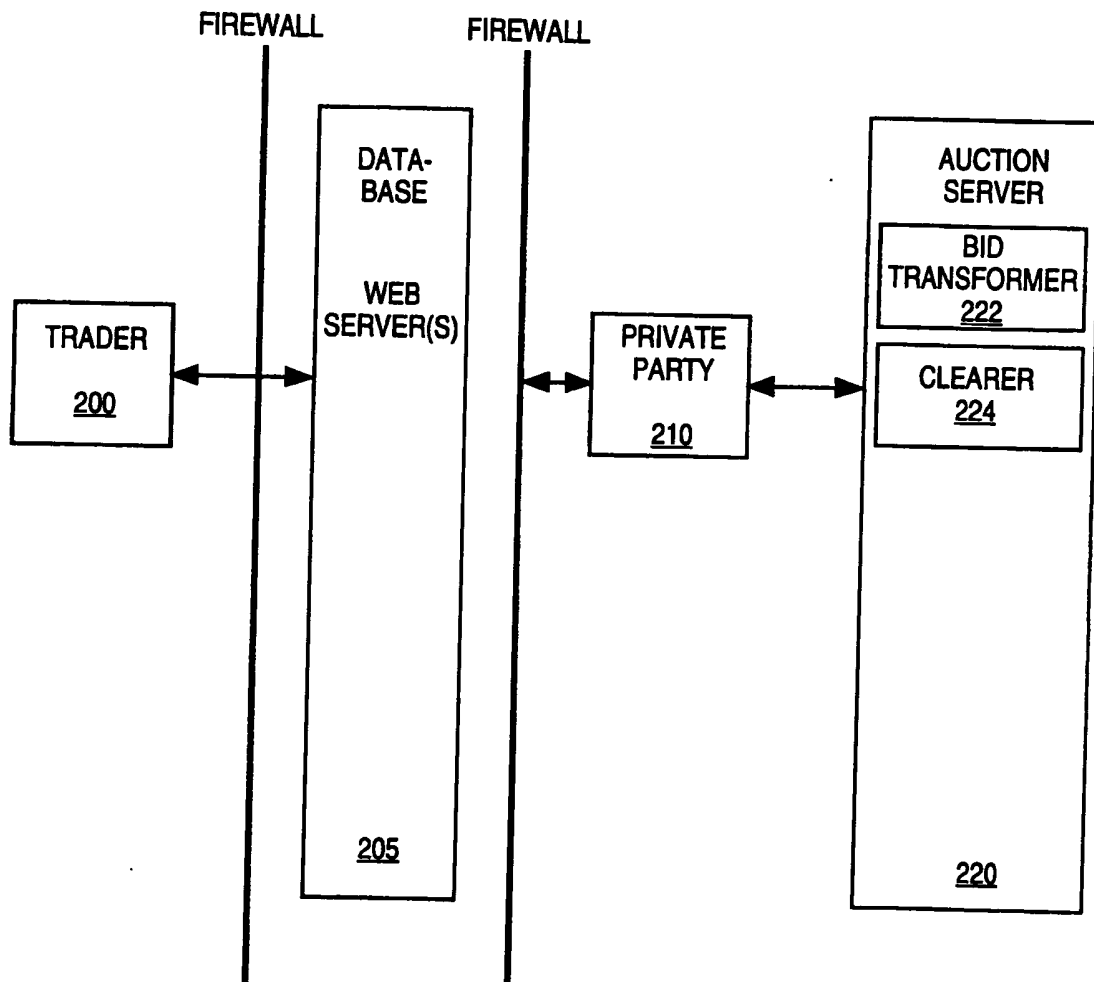 FIREWALL
FIREWALL
DATA-
BASE
WEB
SERVER(S)
205
TRADER
200
PRIVATE
PARTY
210
AUCTION
SERVER
BID
TRANSFORMER
222
CLEARER
224
220